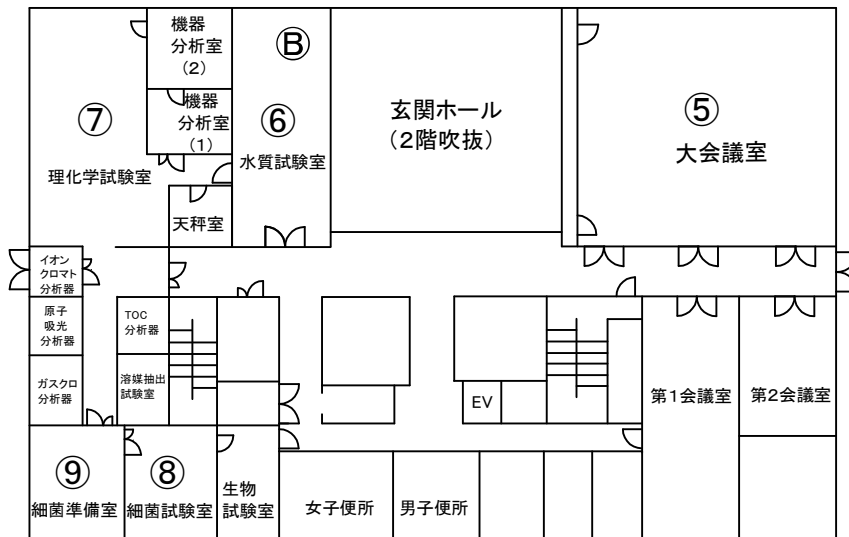 機器
分析室
(2)
Ⓑ
⑦
機器
分析室
(1)
⑥
玄関ホール
(2階吹抜)
⑤
大会議室
理化学試験室
水質試験室
天秤室
イオン
クロマト
分析器
原子
吸光
分析器
TOC
分析器
ガスクロ
分析器
溶媒抽出
試験室
EV
第1会議室
第2会議室
⑨
細菌準備室
⑧
細菌試験室
生物
試験室
女子便所
男子便所